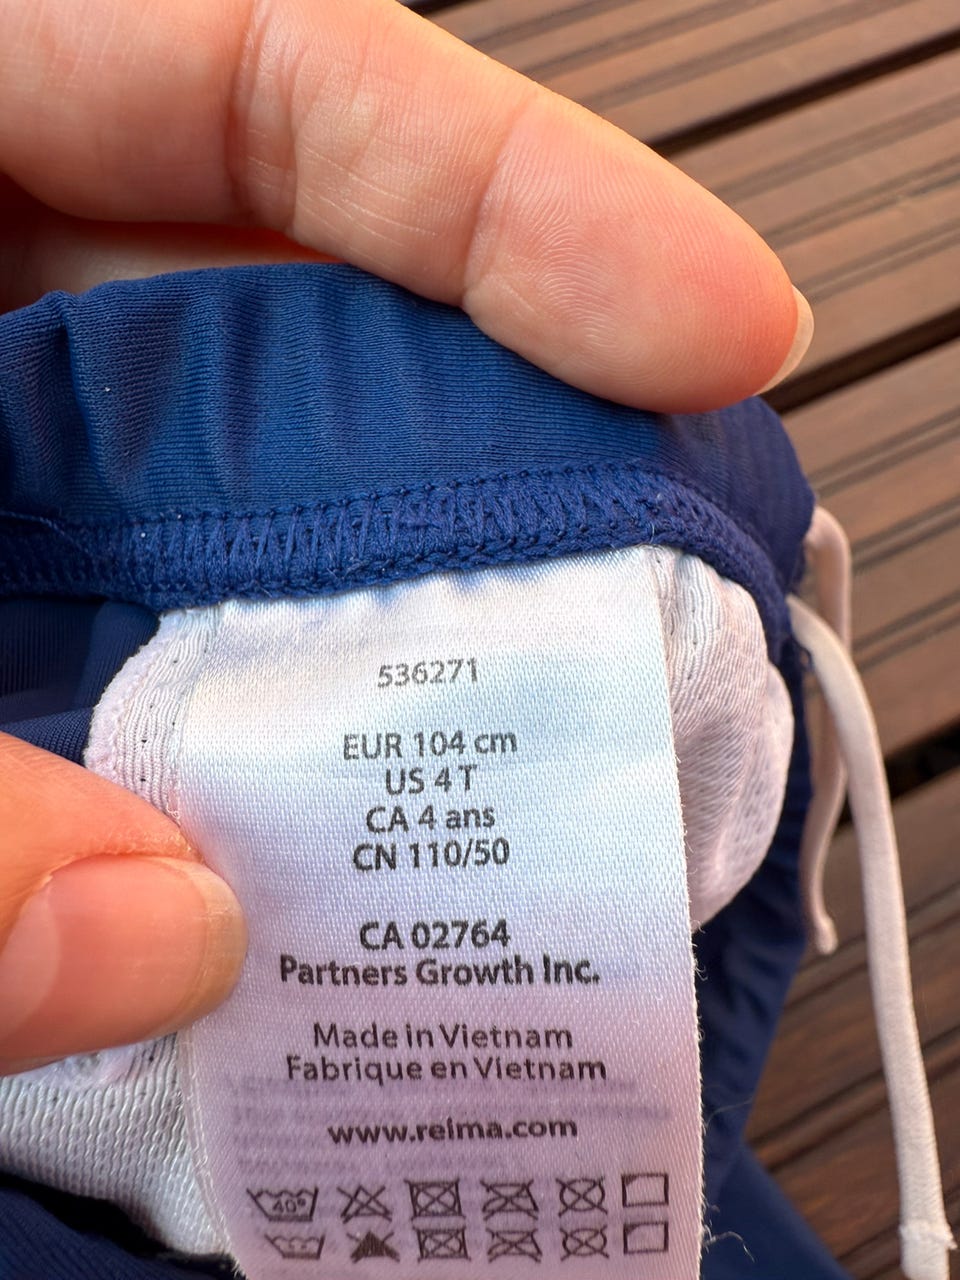 536271
EUR 104 cm
US 4 T
CA 4 ans
CN 110/50
CA 02764
Partners Growth Inc.
Made in Vietnam
Fabrique en Vietnam
www.reima.com
40°